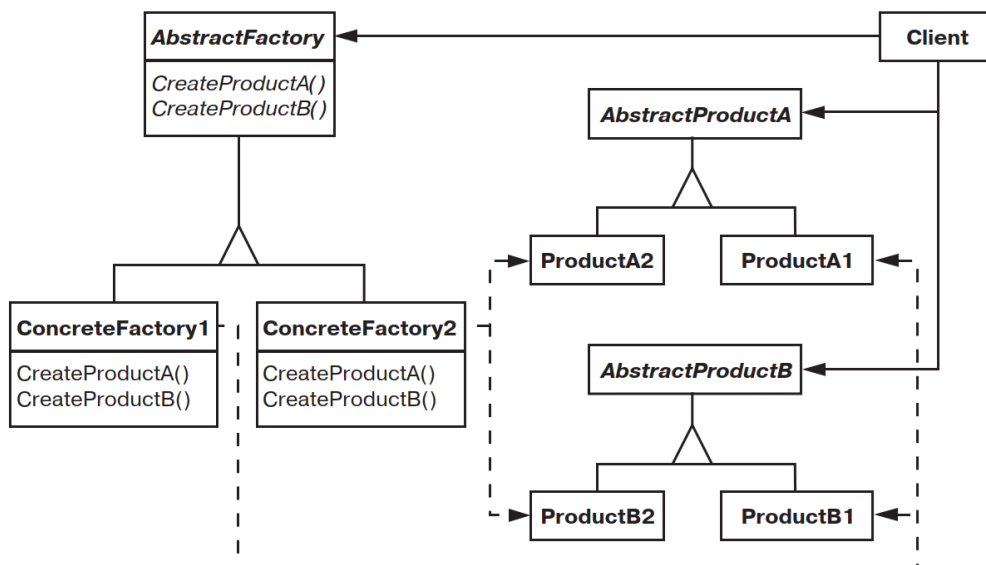 AbstractFactory
CreateProductA()
CreateProductB()
Client
AbstractProductA
ProductA2
ProductA1
ConcreteFactory1
CreateProductA()
CreateProductB()
ConcreteFactory2
CreateProductA()
CreateProductB()
AbstractProductB
ProductB2
ProductB1